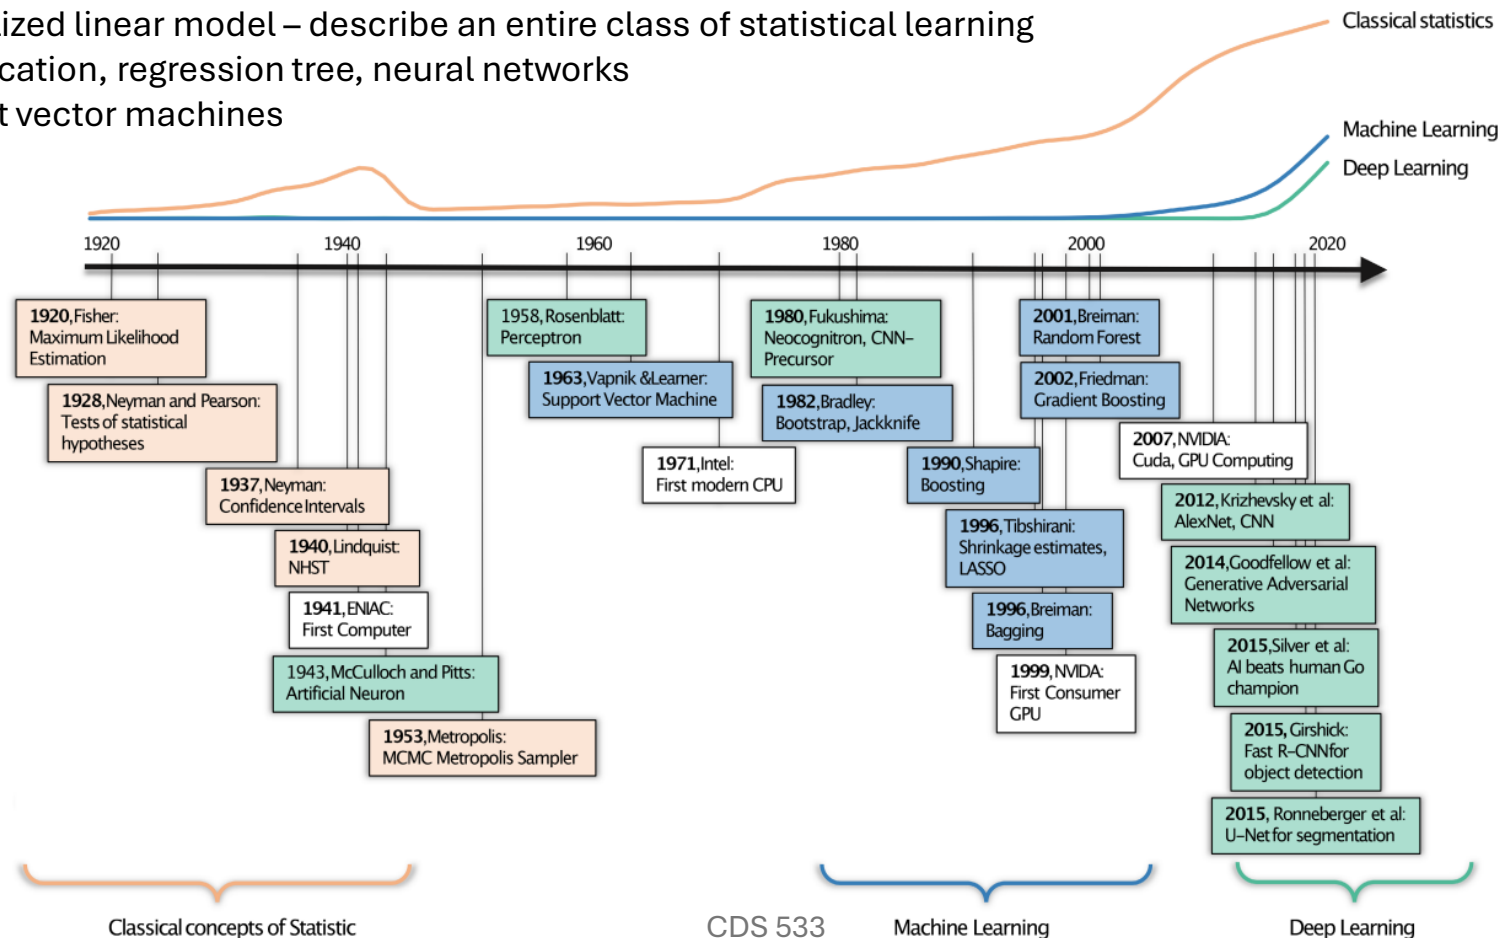 ized linear model – describe an entire class of statistical learning
cation, regression tree, neural networks
t vector machines
Classical statistics
Machine Learning
Deep Learning
1920
1940
1960
1980
2000
2020
1920,Fisher:
Maximum Likelihood
Estimation
1928,Neyman and Pearson:
Tests of statistical
hypotheses
1937,Neyman:
Confidence Intervals
1940,Lindquist:
NHST
1941,ENIAC:
First Computer
1943,McCulloch and Pitts:
Artificial Neuron
1953,Metropolis:
MCMC Metropolis Sampler
1958,Rosenblatt:
Perceptron
1963,Vapnik &Learner:
Support Vector Machine
1971,Intel:
First modern CPU
1980,Fukushima:
Neocognitron, CNN–
Precursor
1982,Bradley:
Bootstrap, Jackknife
1990,Shapire:
Boosting
1996,Tibshirani:
Shrinkage estimates,
LASSO
1996,Breiman:
Bagging
1999,NVIDA:
First Consumer
GPU
2001,Breiman:
Random Forest
2002,Friedman:
Gradient Boosting
2007,NVIDIA:
Cuda, GPU Computing
2012,Krizhevsky et al:
AlexNet, CNN
2014,Goodfellow et al:
Generative Adversarial
Networks
2015,Silver et al:
AI beats human Go
champion
2015, Girshick:
Fast R–CNNfor
object detection
2015, Ronneberger et al:
U–Net for segmentation
Classical concepts of Statistic
CDS 533
Machine Learning
Deep Learning